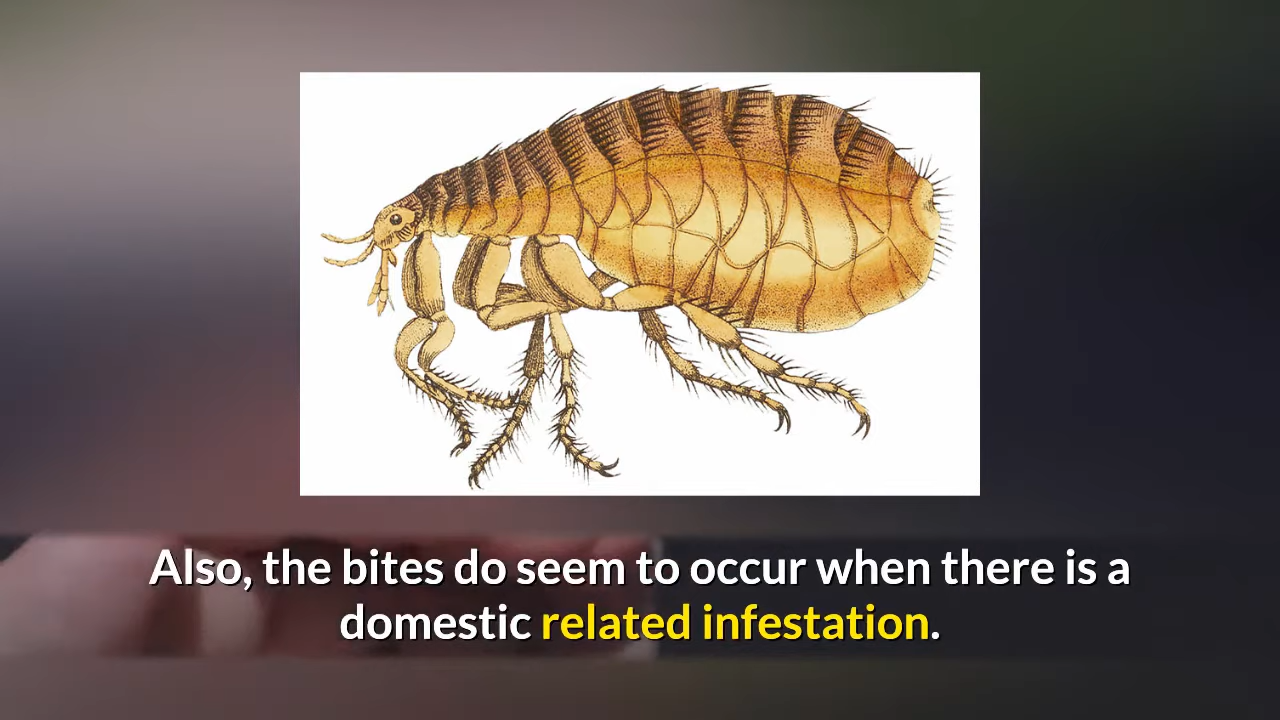 Also, the bites do seem to occur when there is a
domestic related infestation.